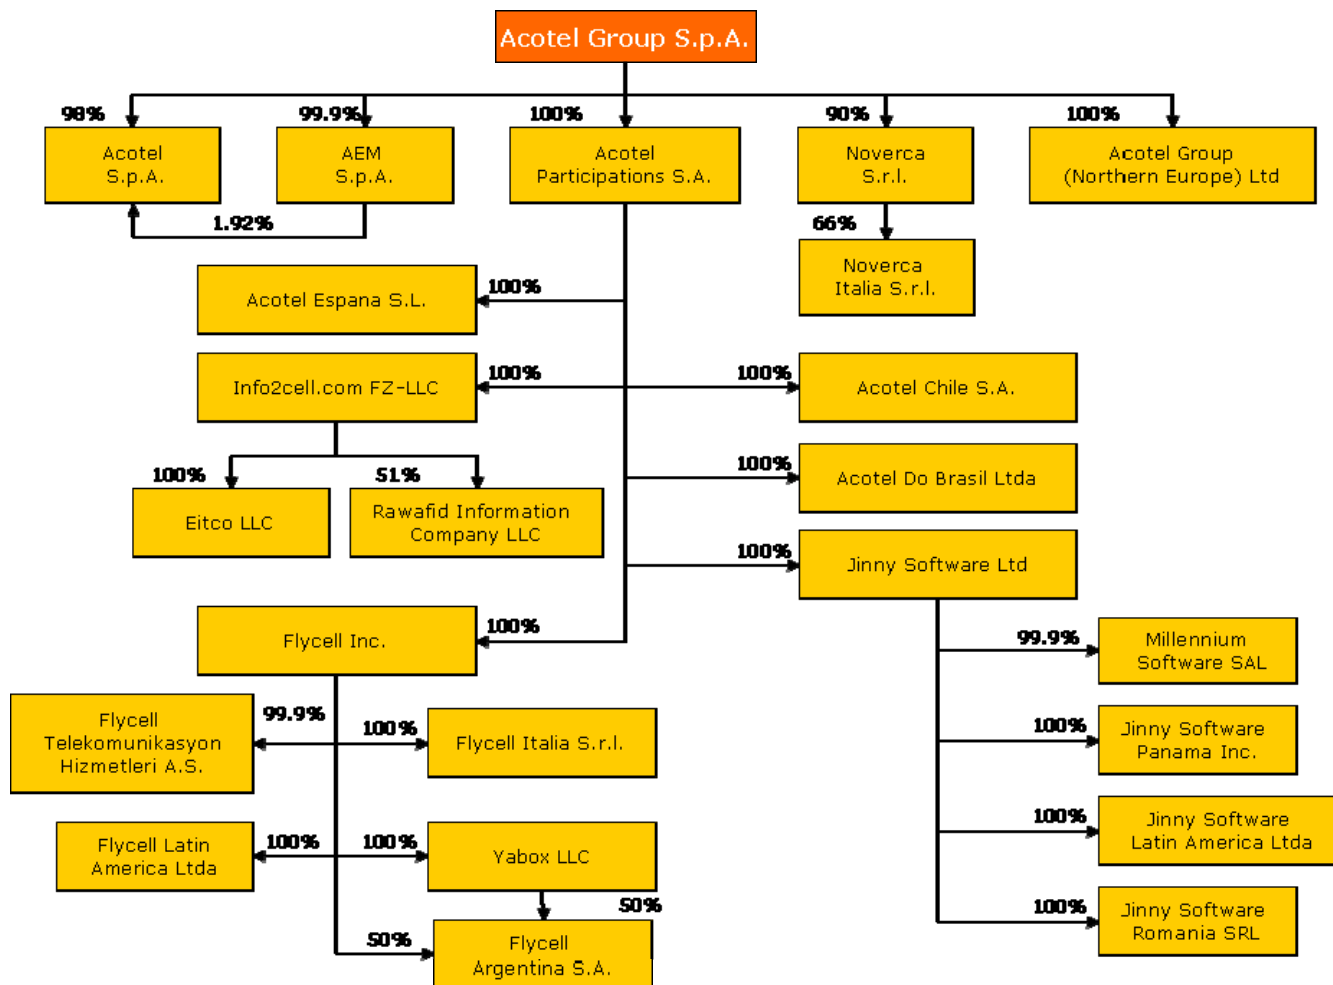 Acotel Group S.p.A.
98%
99.9%
100%
90%
100%
Acotel
S.p.A.
AEM
S.p.A.
Acotel
Participations S.A.
Noverca
S.r.l.
Acotel Group
(Northern Europe) Ltd
1.92%
66%
Noverca
Italia S.r.l.
Acotel Espana S.L.
100%
Info2cell.com FZ-LLC
100%
100%
Acotel Chile S.A.
100%
51%
Eitco LLC
Rawafid Information
Company LLC
100%
Acotel Do Brasil Ltda
100%
Jinny Software Ltd
Flycell Inc.
100%
99.9%
Millennium
Software SAL
Flycell
Telekomunikasyon
Hizmetleri A.S.
99.9%
100%
Flycell Italia S.r.l.
100%
Jinny Software
Panama Inc.
Flycell Latin
America Ltda
100%
100%
Yabox LLC
100%
Jinny Software
Latin America Ltda
50%
50%
Flycell
Argentina S.A.
100%
Jinny Software
Romania SRL